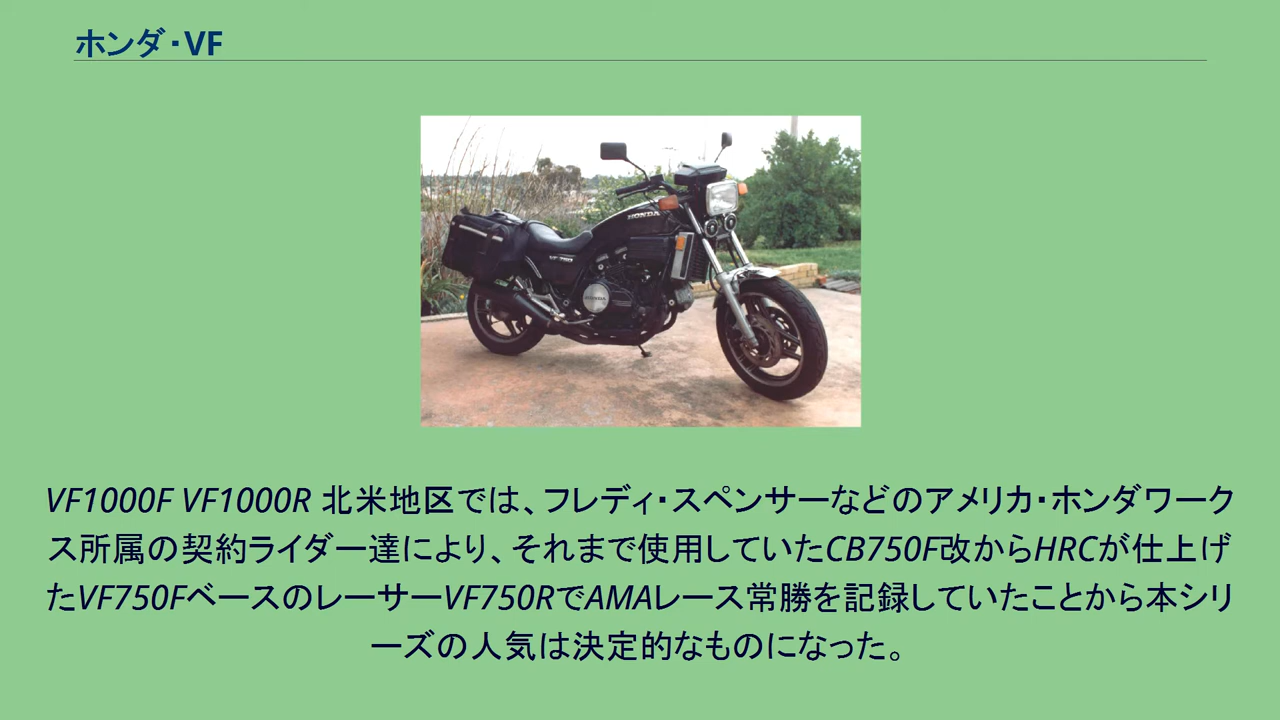 ホンダ・VF
HONDA
HONDA
VF1000F VF1000R 北米地区では、フレディ・スペンサーなどのアメリカ・ホンダワーク
ス所属の契約ライダー達により、それまで使用していたCB750F改からHRCが仕上げ
たVF750FベースのレーサーVF750RでAMAレース常勝を記録していたことから本シリ
ーズの人気は決定的なものになった。